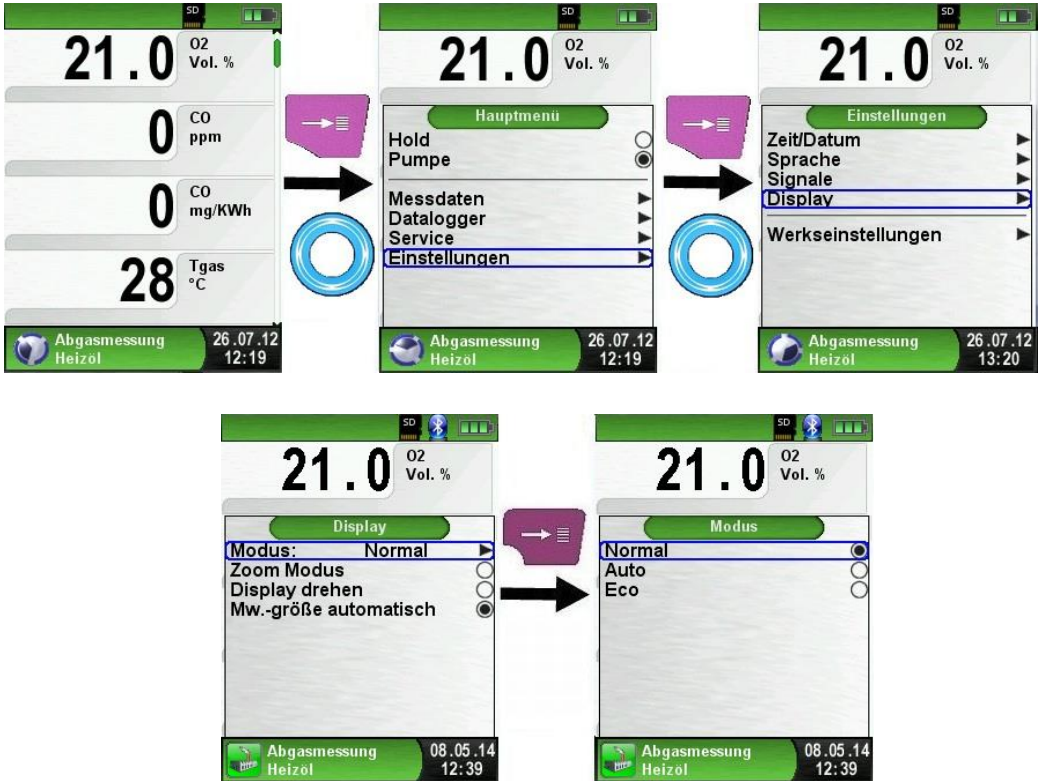 SD
21.0 O2
Vol. %
0 CO
ppm
0 CO
mg/KWh
28 Tgas
°C
Abgasmessung 26.07.12
Heizöl 12:19
SD
21.0 O2
Vol. %
Hauptmenü
Hold
Pumpe
Messdaten
Datalogger
Service
Einstellungen
Abgasmessung 26.07.12
Heizöl 12:19
SD
21.0 O2
Vol. %
Einstellungen
Zeit/Datum
Sprache
Signale
Display
Werkseinstellungen
Abgasmessung 26.07.12
Heizöl 13:20
SD
21.0 O2
Vol. %
Display
Modus: Normal
Zoom Modus
Display drehen
Mw.-größe automatisch
Abgasmessung 08.05.14
Heizöl 12:39
SD
21.0 O2
Vol. %
Modus
Normal
Auto
Eco
Abgasmessung 08.05.14
Heizöl 12:39